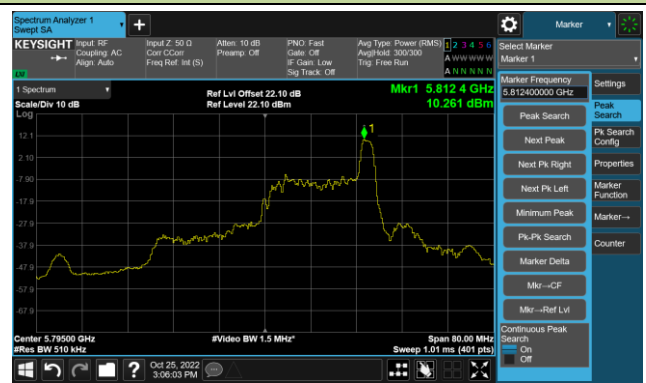 Spectrum Analyzer 1
Swept SA
Marker
KEYSIGHT
Input: RF
Coupling: AC
Align: Auto
Input Z: 50 Ω
Corr CCorr
Freq Ref: Int (S)
Atten: 10 dB
Preamp: Off
PNO: Fast
Gate: Off
IF Gain: Low
Sig Track: Off
Avg Type: Power (RMS)
Avg|Hold: 300/300
Trig: Free Run
1 2 3 4 5 6
A W W W W W
A N N N N N
Select Marker
Marker 1
1 Spectrum
Scale/Div 10 dB
Log
Ref Lvl Offset 22.10 dB
Ref Level 22.10 dBm
Mkr1 5.812 4 GHz
10.261 dBm
1
12.1
2.10
-7.90
-17.9
-27.9
-37.9
-47.9
-57.9
-67.9
Center 5.79500 GHz
#Res BW 510 kHz
#Video BW 1.5 MHz*
Span 80.00 MHz
Sweep 1.01 ms (401 pts)
Oct 25, 2022
3:06:03 PM
?
Marker Frequency
5.812400000 GHz
Peak Search
Next Peak
Next Pk Right
Next Pk Left
Minimum Peak
Pk-Pk Search
Marker Delta
Mkr→CF
Mkr→Ref Lvl
Continuous Peak
Search
On
Off
Settings
Peak
Search
Pk Search
Config
Properties
Marker
Function
Marker→
Counter